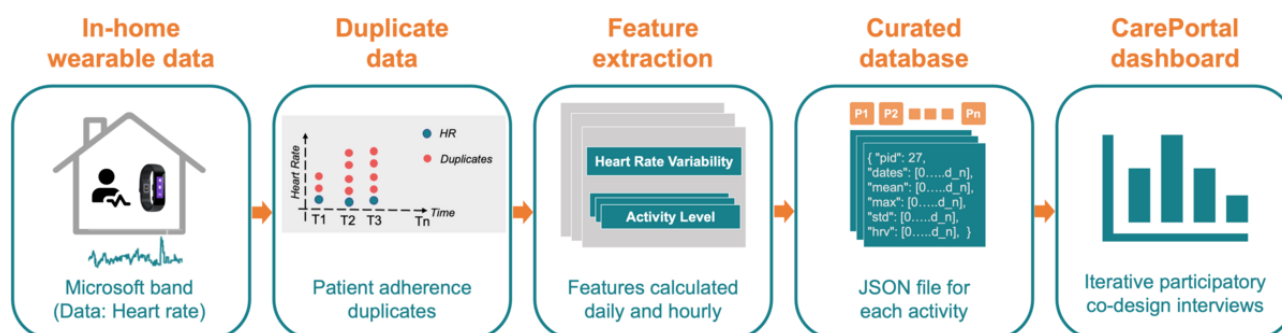 In-home
wearable data
Microsoft band
(Data: Heart rate)
Duplicate
data
Heart Rate
HR
Duplicates
T1 T2 T3 Tn
Time
Patient adherence
duplicates
Feature
extraction
Heart Rate Variability
Activity Level
Features calculated
daily and hourly
Curated
database
P1 P2 Pn
{ "pid": 27,
"dates": [0.....d_n],
"mean": [0.....d_n],
"max": [0.....d_n],
"std": [0.....d_n],
"hrv": [0.....d_n], }
JSON file for
each activity
CarePortal
dashboard
Iterative participatory
co-design interviews